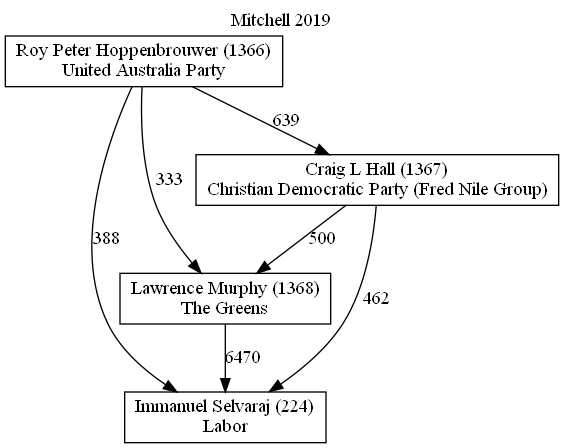 Mitchell 2019
Roy Peter Hoppenbrouwer (1366)
United Australia Party
639
Craig L Hall (1367)
Christian Democratic Party (Fred Nile Group)
333
388
500
462
Lawrence Murphy (1368)
The Greens
6470
Immanuel Selvaraj (224)
Labor